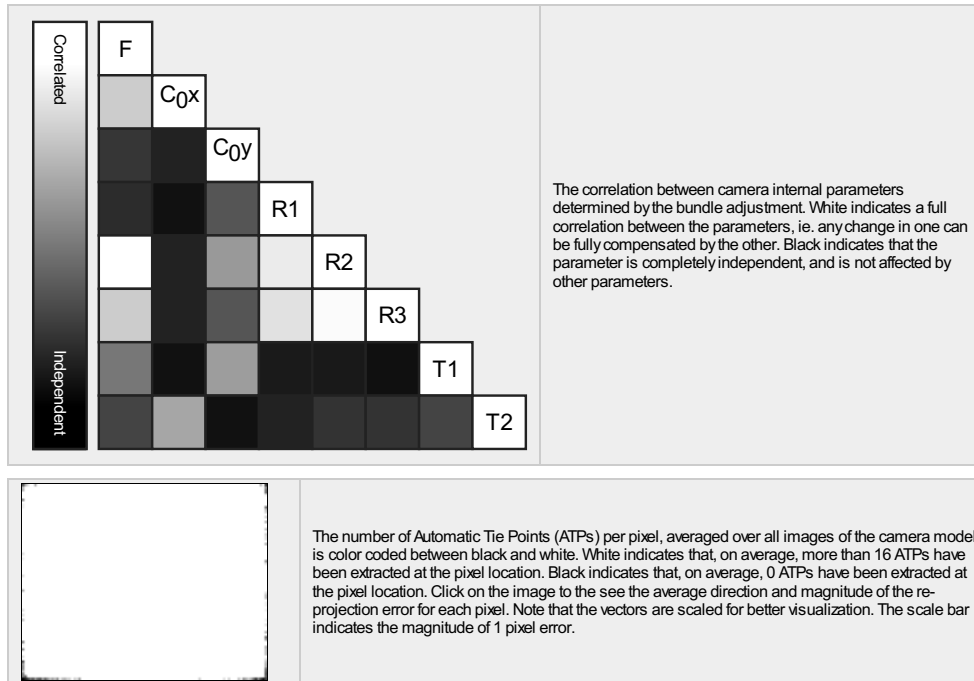 Correlated
Independent
F
C0x
C0y
R1
R2
R3
T1
T2
The correlation between camera internal parameters
determined by the bundle adjustment. White indicates a full
correlation between the parameters, ie. any change in one can
be fully compensated by the other. Black indicates that the
parameter is completely independent, and is not affected by
other parameters.
The number of Automatic Tie Points (ATPs) per pixel, averaged over all images of the camera model
is color coded between black and white. White indicates that, on average, more than 16 ATPs have
been extracted at the pixel location. Black indicates that, on average, 0 ATPs have been extracted at
the pixel location. Click on the image to the see the average direction and magnitude of the re-
projection error for each pixel. Note that the vectors are scaled for better visualization. The scale bar
indicates the magnitude of 1 pixel error.